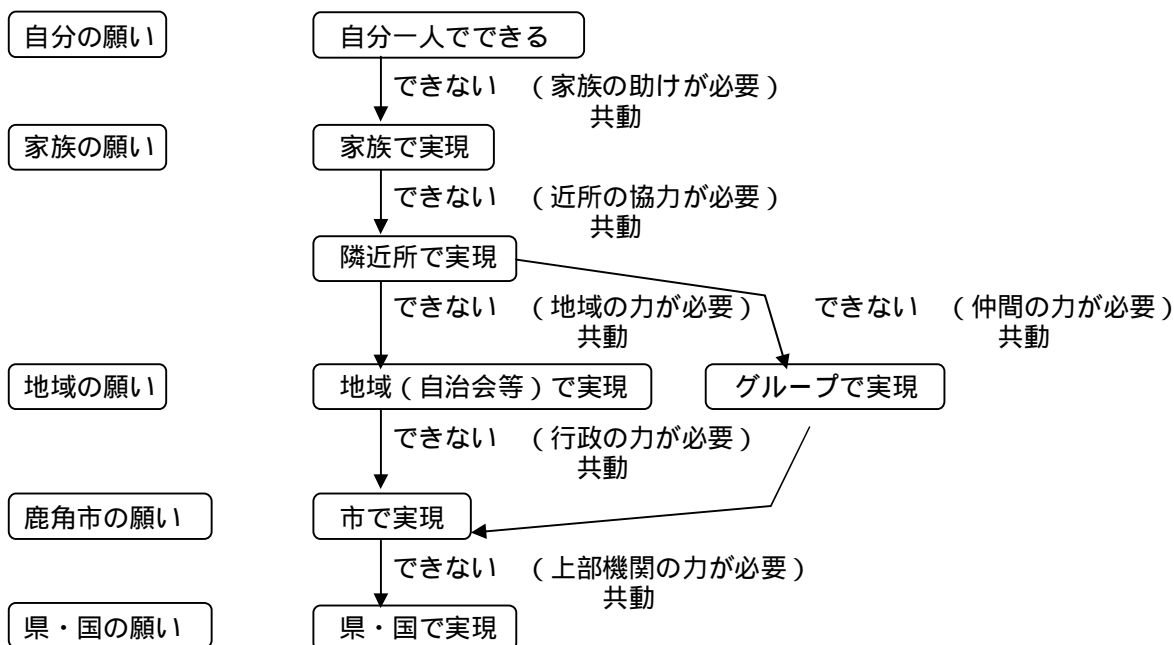 自分の願い 自分一人でできる
できない (家族の助けが必要)
共動
家族の願い 家族で実現
できない (近所の協力が必要)
共動
隣近所で実現
できない (地域の力が必要) できない (仲間の力が必要)
共動 共動
地域の願い 地域(自治会等)で実現 グループで実現
できない (行政の力が必要)
共動
鹿角市の願い 市で実現
できない (上部機関の力が必要)
共動
県・国の願い 県・国で実現